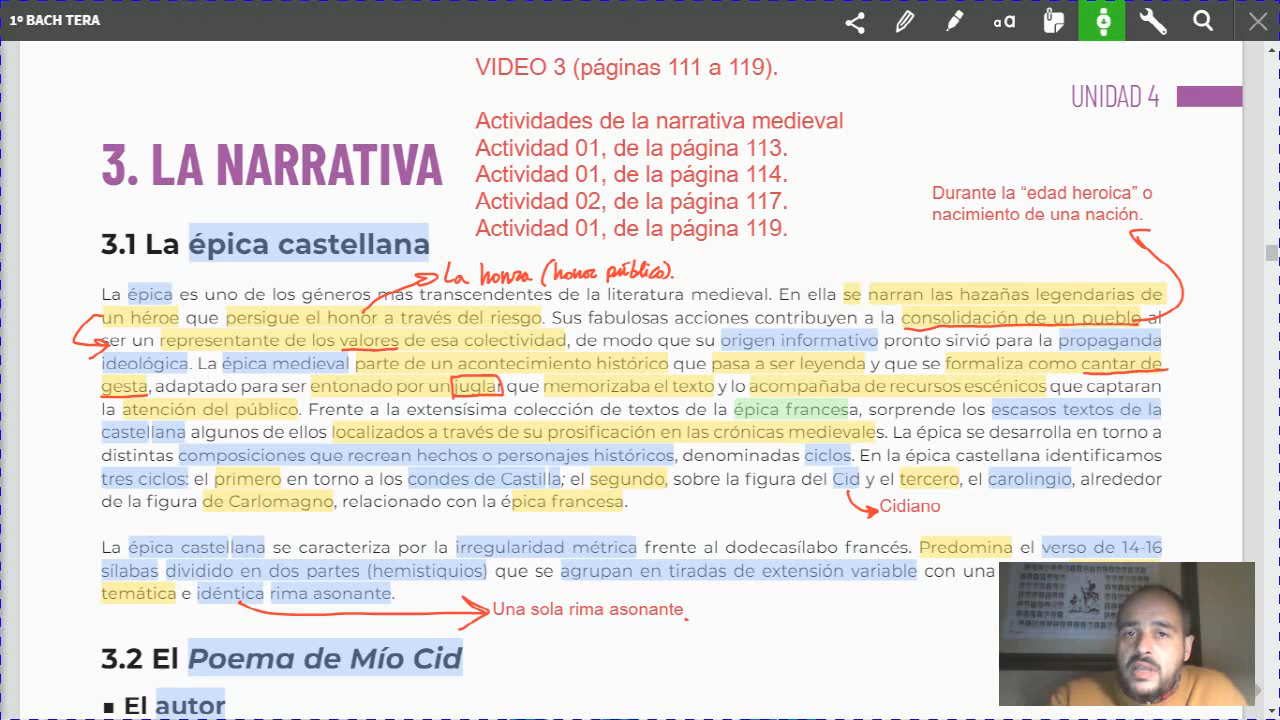 1º BACH TERA
aa
VIDEO 3 (páginas 111 a 119).
UNIDAD 4
Actividades de la narrativa medieval
Actividad 01, de la página 113.
Actividad 01, de la página 114.
Actividad 02, de la página 117.
Actividad 01, de la página 119.
3. LA NARRATIVA
Durante la “edad heroica” o
nacimiento de una nación.
3.1 La épica castellana
La honra (honor público).
La épica es uno de los géneros más transcendentes de la literatura medieval. En ella se narran las hazañas legendarias de
un héroe que persigue el honor a través del riesgo. Sus fabulosas acciones contribuyen a la consolidación de un pueblo al
ser un representante de los valores de esa colectividad, de modo que su origen informativo pronto sirvió para la propaganda
ideológica. La épica medieval parte de un acontecimiento histórico que pasa a ser leyenda y que se formaliza como cantar de
gesta, adaptado para ser entonado por un juglar que memorizaba el texto y lo acompañaba de recursos escénicos que captaran
la atención del público. Frente a la extensísima colección de textos de la épica francesa, sorprende los escasos textos de la
castellana algunos de ellos localizados a través de su prosificación en las crónicas medievales. La épica se desarrolla en torno a
distintas composiciones que recrean hechos o personajes históricos, denominadas ciclos. En la épica castellana identificamos
tres ciclos: el primero en torno a los condes de Castilla; el segundo, sobre la figura del Cid y el tercero, el carolingio, alrededor
de la figura de Carlomagno, relacionado con la épica francesa.
Cidiano
La épica castellana se caracteriza por la irregularidad métrica frente al dodecasílabo francés. Predomina el verso de 14-16
sílabas dividido en dos partes (hemistiquios) que se agrupan en tiradas de extensión variable con una
temática e idéntica rima asonante.
Una sola rima asonante.
3.2 El Poema de Mío Cid
▪ El autor